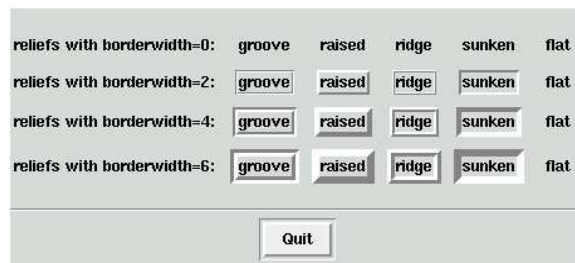 reliefs with borderwidth=0: groove raised ridge sunken flat
reliefs with borderwidth=2: groove raised ridge sunken flat
reliefs with borderwidth=4: groove raised ridge sunken flat
reliefs with borderwidth=6: groove raised ridge sunken flat
Quit